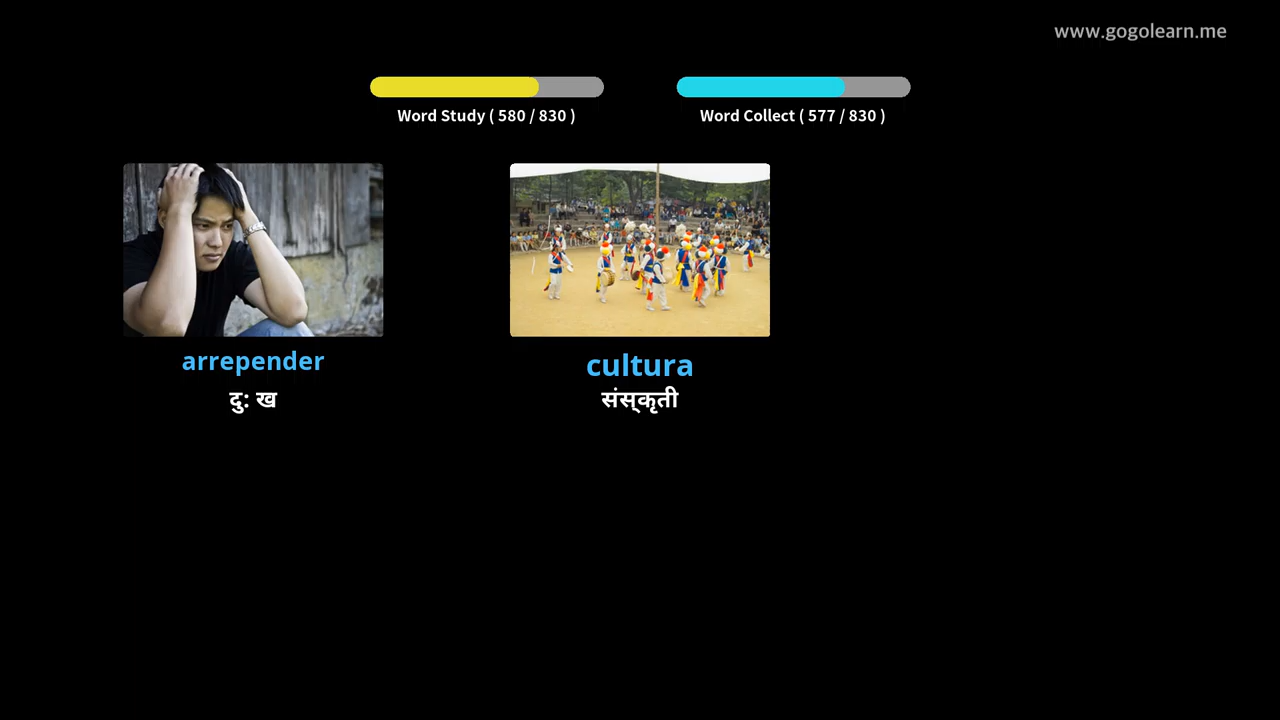 www.gogolearn.me
Word Study ( 580 / 830 )
Word Collect ( 577 / 830 )
arrepender
दु: ख
cultura
संस्कृती